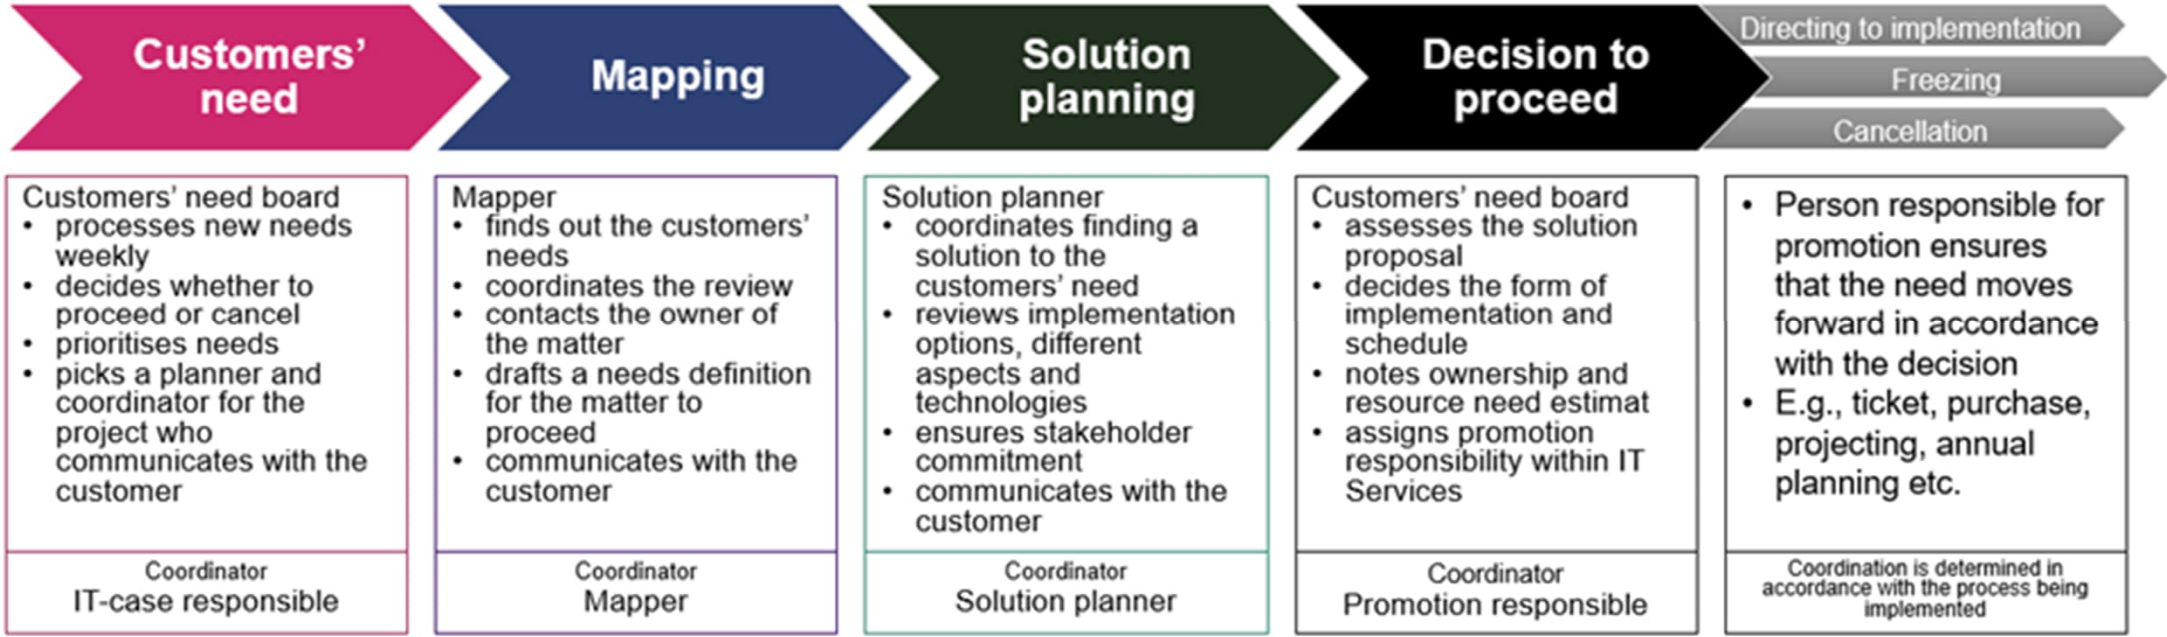 Customers’
need
Mapping
Solution
planning
Decision to
proceed
Directing to implementation
Freezing
Cancellation
Customers’ need board
• processes new needs
weekly
• decides whether to
proceed or cancel
• prioritises needs
• picks a planner and
coordinator for the
project who
communicates with the
customer
Coordinator
IT-case responsible
Mapper
• finds out the customers’
needs
• coordinates the review
• contacts the owner of
the matter
• drafts a needs definition
for the matter to
proceed
• communicates with the
customer
Coordinator
Mapper
Solution planner
• coordinates finding a
solution to the
customers’ need
• reviews implementation
options, different
aspects and
technologies
• ensures stakeholder
commitment
• communicates with the
customer
Coordinator
Solution planner
Customers’ need board
• assesses the solution
proposal
• decides the form of
implementation and
schedule
• notes ownership and
resource need estimat
• assigns promotion
responsibility within IT
Services
Coordinator
Promotion responsible
• Person responsible for
promotion ensures
that the need moves
forward in accordance
with the decision
• E.g., ticket, purchase,
projecting, annual
planning etc.
Coordination is determined in
accordance with the process being
implemented